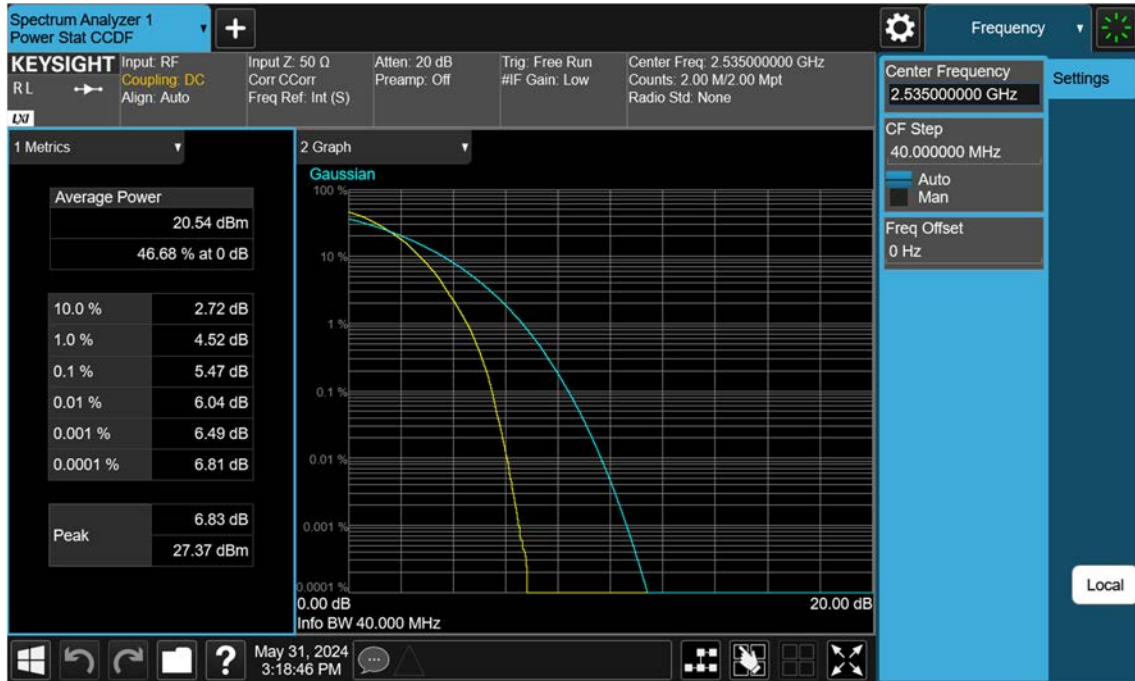 Spectrum Analyzer 1
Power Stat CCDF
Frequency
KEYSIGHT
R L
LXI
Input: RF
Coupling: DC
Align: Auto
Input Z: 50 Ω
Corr CCorr
Freq Ref: Int (S)
Atten: 20 dB
Preamp: Off
Trig: Free Run
#IF Gain: Low
Center Freq: 2.535000000 GHz
Counts: 2.00 M/2.00 Mpt
Radio Std: None
Center Frequency
2.535000000 GHz
Settings
CF Step
40.000000 MHz
Auto
Man
Freq Offset
0 Hz
1 Metrics
Average Power
20.54 dBm
46.68 % at 0 dB
10.0 % 2.72 dB
1.0 % 4.52 dB
0.1 % 5.47 dB
0.01 % 6.04 dB
0.001 % 6.49 dB
0.0001 % 6.81 dB
Peak
6.83 dB
27.37 dBm
2 Graph
Gaussian
100 %
10 %
1 %
0.1 %
0.01 %
0.001 %
0.0001 %
0.00 dB 20.00 dB
Info BW 40.000 MHz
Local
?
May 31, 2024
3:18:46 PM